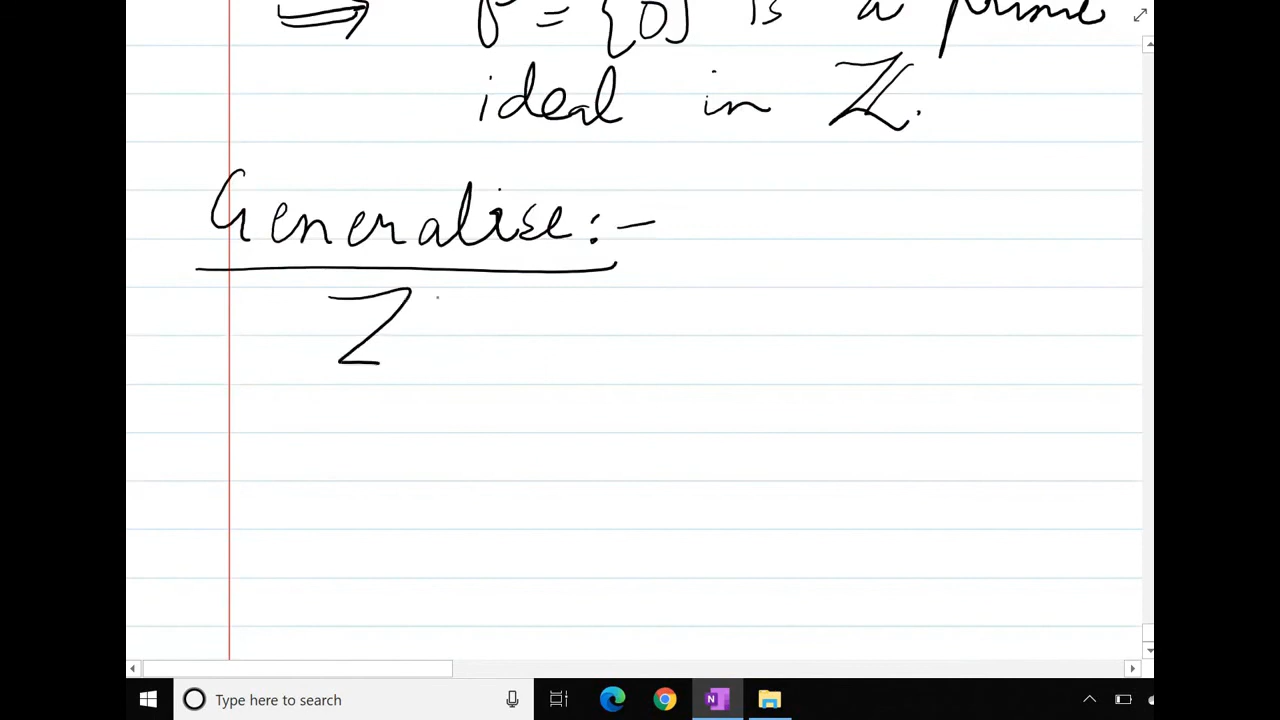 ⟹ P = {0} is a prime
ideal in ℤ.
Generalise:-
Z
Type here to search